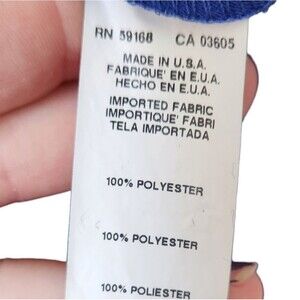 RN 59168 CA 03605
MADE IN U.S.A.
FABRIQUE' EN E.U.A.
HECHO EN E.U.A.
IMPORTED FABRIC
IMPORTIQUE' FABRI
TELA IMPORTADA
100% POLYESTER
100% POLYESTER
100% POLIESTER